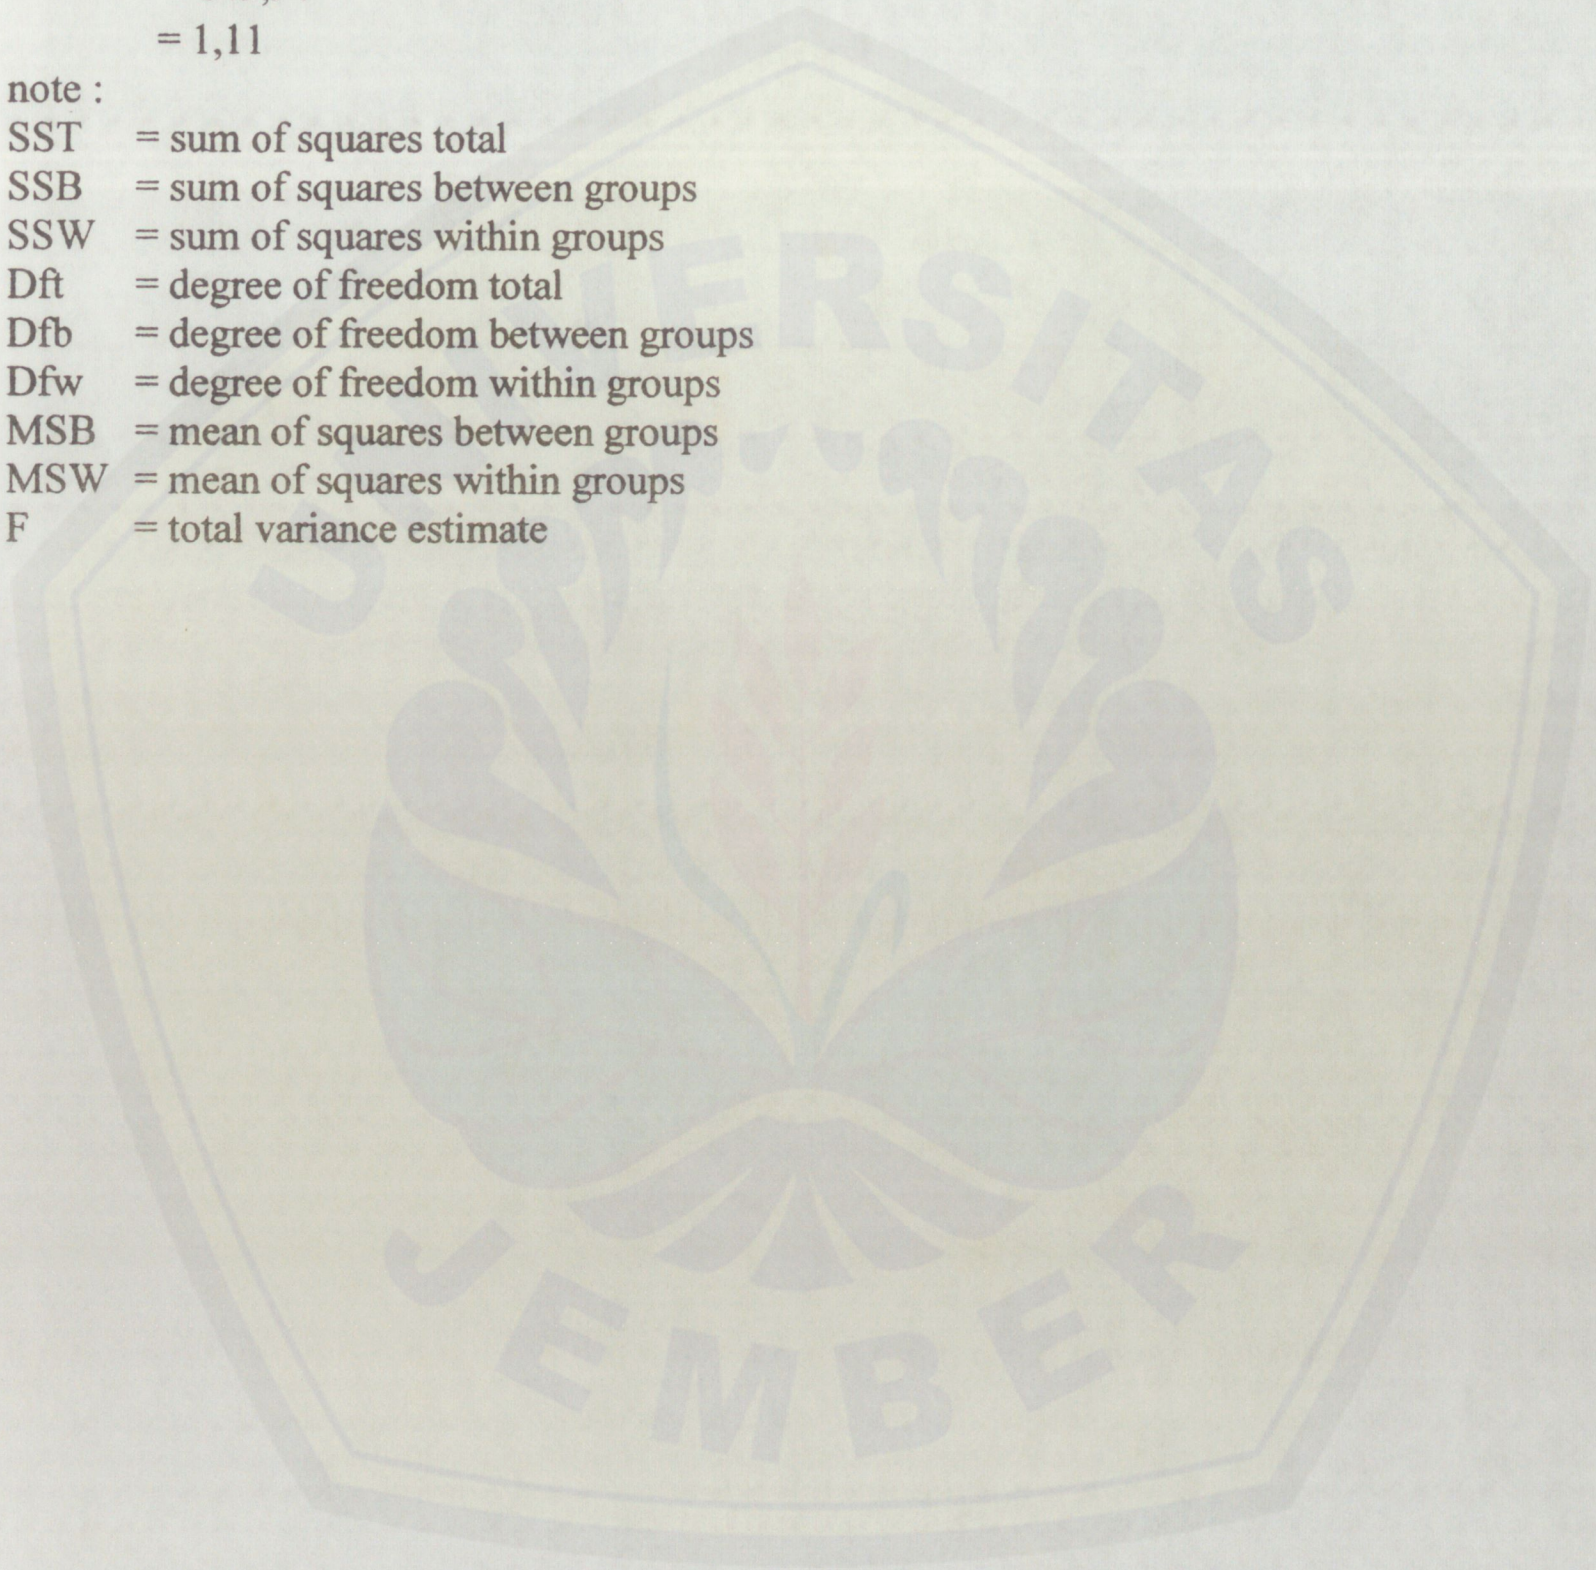 = 1,11
note :
SST = sum of squares total
SSB = sum of squares between groups
SSW = sum of squares within groups
Dft = degree of freedom total
Dfb = degree of freedom between groups
Dfw = degree of freedom within groups
MSB = mean of squares between groups
MSW = mean of squares within groups
F = total variance estimate
UNIVERSITAS
JEMBER